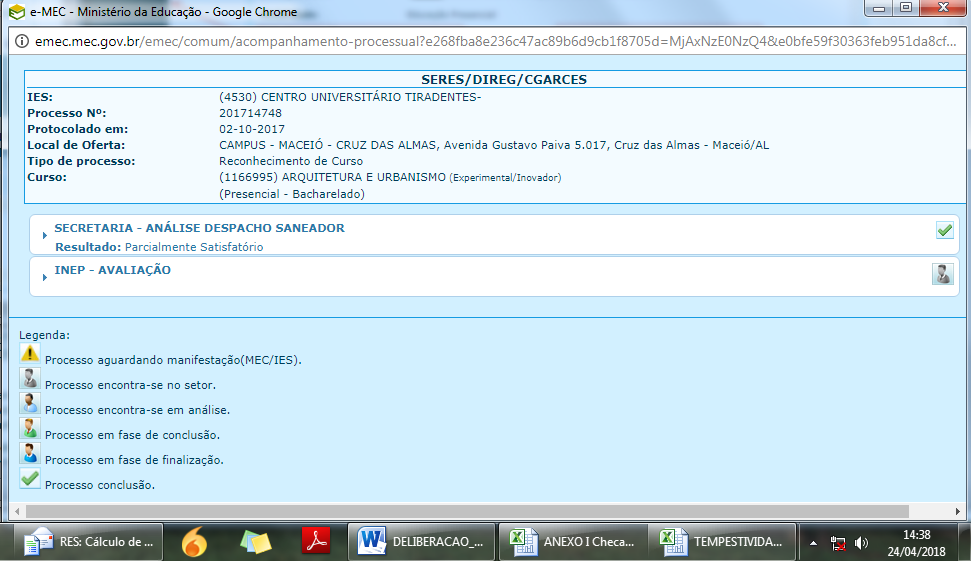 e-MEC - Ministério da Educação - Google Chrome
emec.mec.gov.br/emec/comum/acompanhamento-processual?e268fba8e236c47ac89b6d9cb1f8705d=MjAxNzE0NzQ4&e0bfe59f30363feb951da8cf...
SERES/DIREG/CGARCES
IES: (4530) CENTRO UNIVERSITÁRIO TIRADENTES-
Processo Nº: 201714748
Protocolado em: 02-10-2017
Local de Oferta: CAMPUS - MACEIÓ - CRUZ DAS ALMAS, Avenida Gustavo Paiva 5.017, Cruz das Almas - Maceió/AL
Tipo de processo: Reconhecimento de Curso
Curso: (1166995) ARQUITETURA E URBANISMO (Experimental/Inovador)
(Presencial - Bacharelado)
SECRETARIA - ANÁLISE DESPACHO SANEADOR
Resultado: Parcialmente Satisfatório
INEP - AVALIAÇÃO
Legenda:
Processo aguardando manifestação(MEC/IES).
Processo encontra-se no setor.
Processo encontra-se em análise.
Processo em fase de conclusão.
Processo em fase de finalização.
Processo conclusão.
RES: Cálculo de ...
DELIBERACAO_...
ANEXO I Checa...
TEMPESTIVIDA...
14:38
24/04/2018